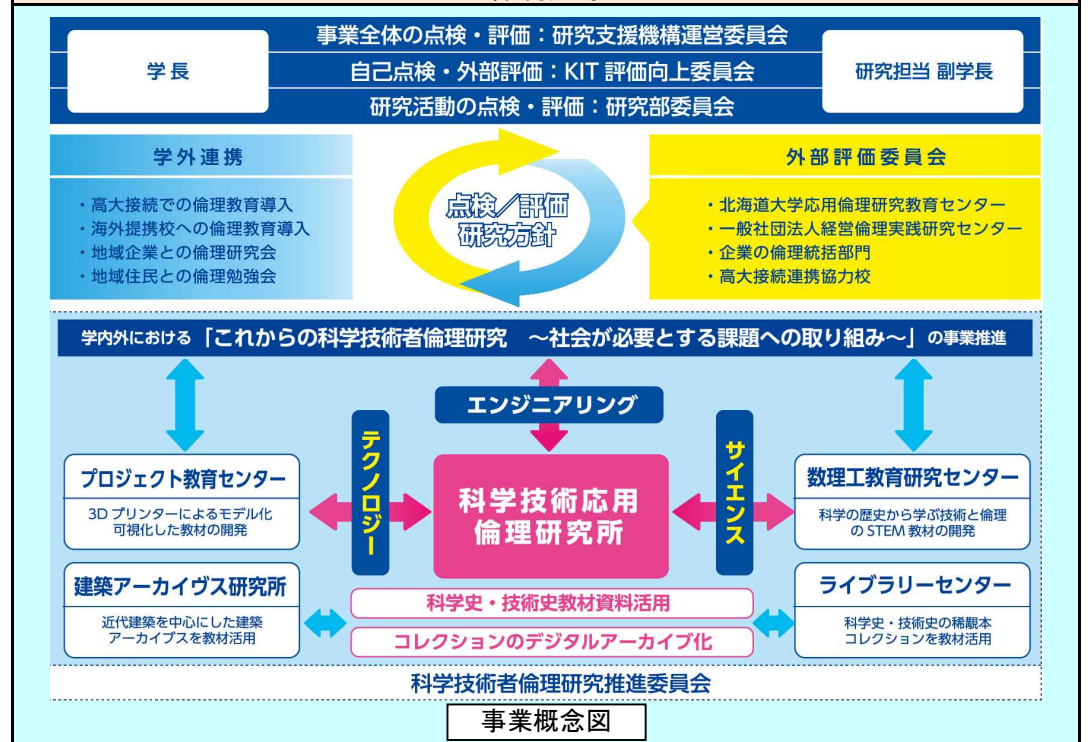 事業全体の点検・評価：研究支援機構運営委員会
学長
自己点検・外部評価：KIT 評価向上委員会
研究担当 副学長
研究活動の点検・評価：研究部委員会
学外連携
・高大接続での倫理教育導入
・海外提携校への倫理教育導入
・地域企業との倫理研究会
・地域住民との倫理勉強会
点検／評価
研究方針
外部評価委員会
・北海道大学応用倫理研究教育センター
・一般社団法人経営倫理実践研究センター
・企業の倫理統括部門
・高大接続連携協力校
学内外における「これからの科学技術者倫理研究　～社会が必要とする課題への取り組み～」の事業推進
エンジニアリング
テクノロジー
サイエンス
プロジェクト教育センター
3D プリンターによるモデル化
可視化した教材の開発
科学技術応用
倫理研究所
数理工教育研究センター
科学の歴史から学ぶ技術と倫理
の STEM 教材の開発
建築アーカイヴス研究所
近代建築を中心にした建築
アーカイブスを教材活用
科学史・技術史教材資料活用
コレクションのデジタルアーカイブ化
ライブラリーセンター
科学史・技術史の稀覯本
コレクションを教材活用
科学技術者倫理研究推進委員会
事業概念図